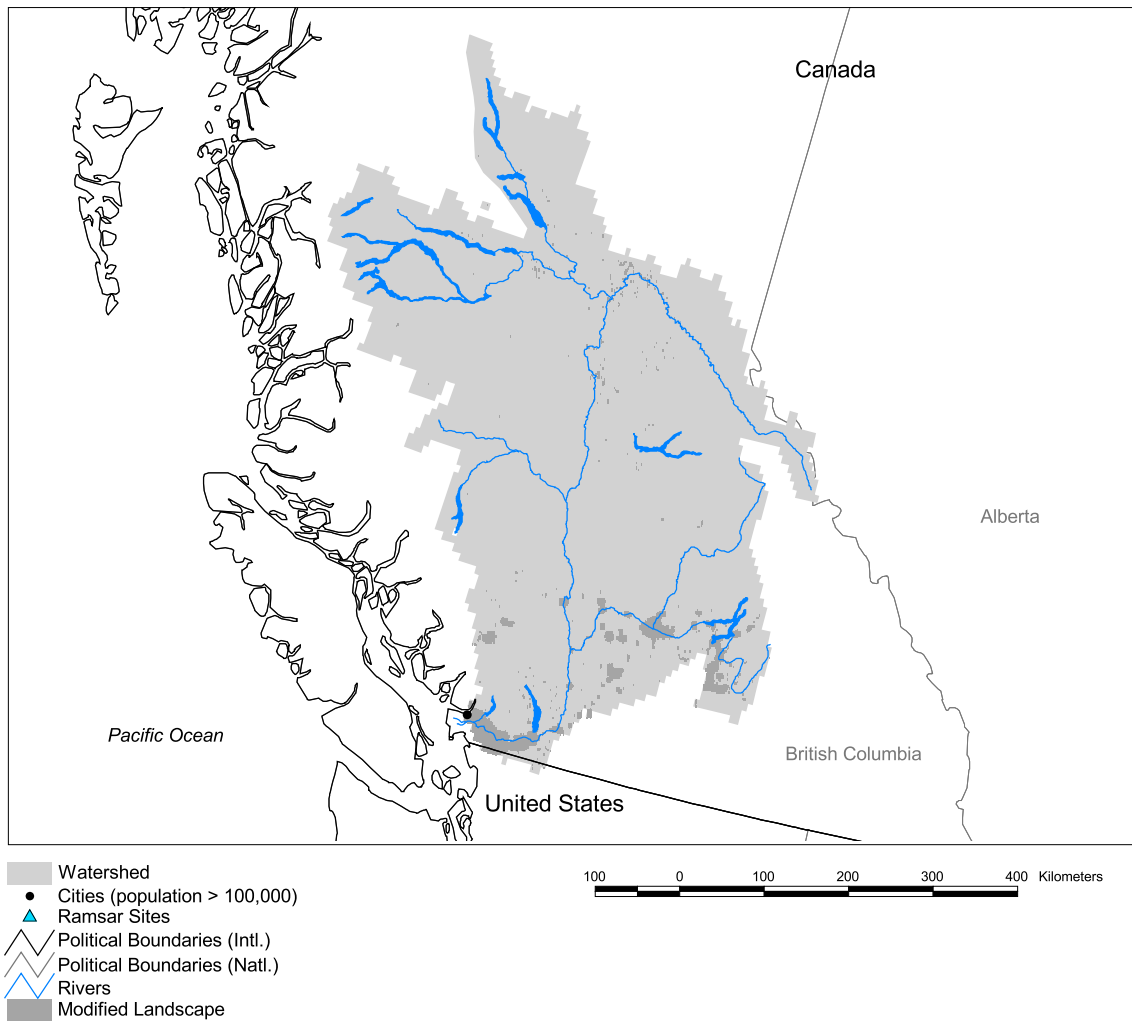 Canada
Alberta
Pacific Ocean
British Columbia
United States
Watershed
Cities (population > 100,000)
Ramsar Sites
Political Boundaries (Intl.)
Political Boundaries (Natl.)
Rivers
Modified Landscape
100 0 100 200 300 400 Kilometers